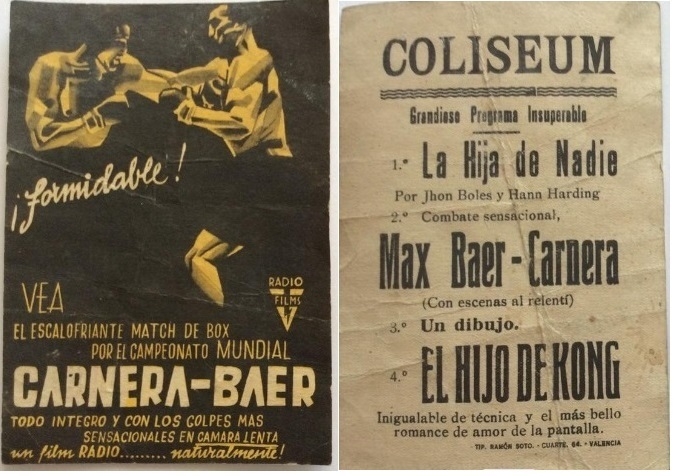 ¡formidable!
VEA
RADIO
FILMS
EL ESCALOFRIANTE MATCH DE BOX
POR EL CAMPEONATO MUNDIAL
CARNERA-BAER
TODO INTEGRO Y CON LOS GOLPES MAS
SENSACIONALES EN CAMARA LENTA
un film RADIO......... naturalmente!
COLISEUM
Grandioso Programa Insuperable
1.º La Hija de Nadie
Por Jhon Boles y Hann Harding
2.º Combate sensacional,
Max Baer - Carnera
(Con escenas al relentí)
3.º Un dibujo.
4.º EL HIJO DE KONG
Inigualable de técnica y el más bello
romance de amor de la pantalla.
TIP. RAMÓN SOTO. - CUARTE, 64. - VALENCIA